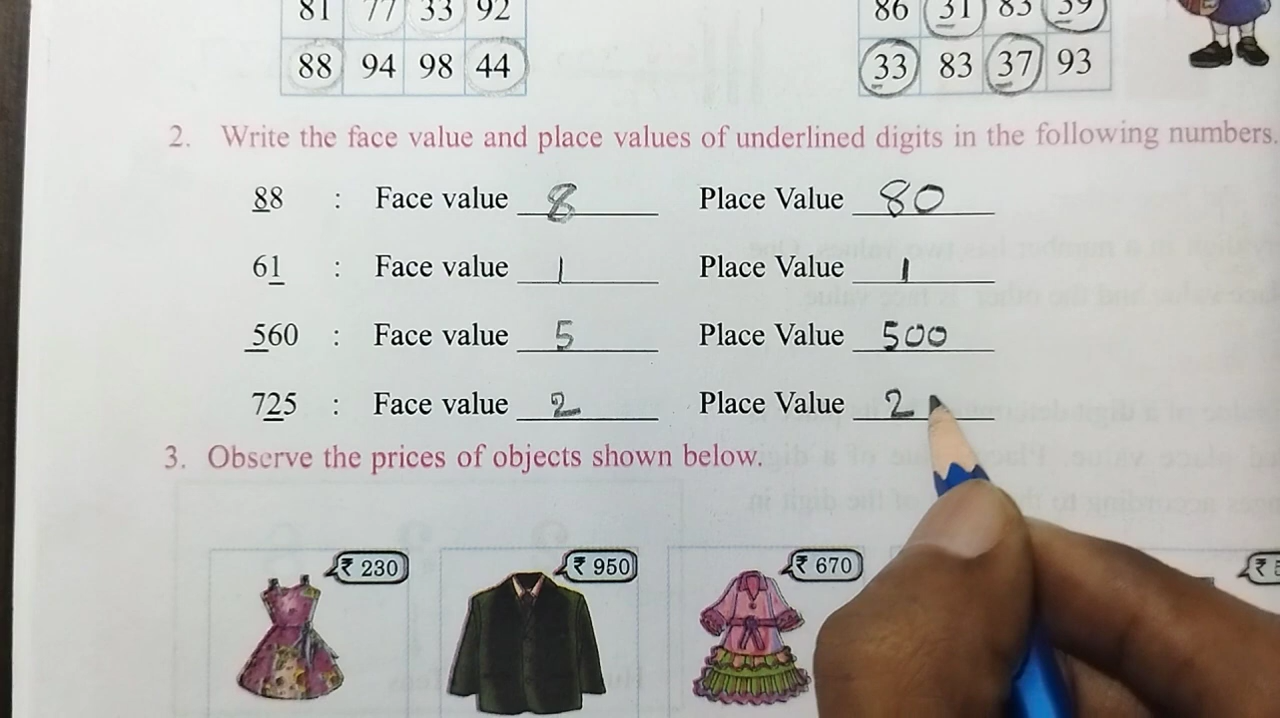 81 77 33 92
88 94 98 44
86 31 83 39
33 83 37 93
2. Write the face value and place values of underlined digits in the following numbers.
88 : Face value 8 Place Value 80
61 : Face value 1 Place Value 1
560 : Face value 5 Place Value 500
725 : Face value 2 Place Value 2
3. Observe the prices of objects shown below.
₹ 230 ₹ 950 ₹ 670 ₹